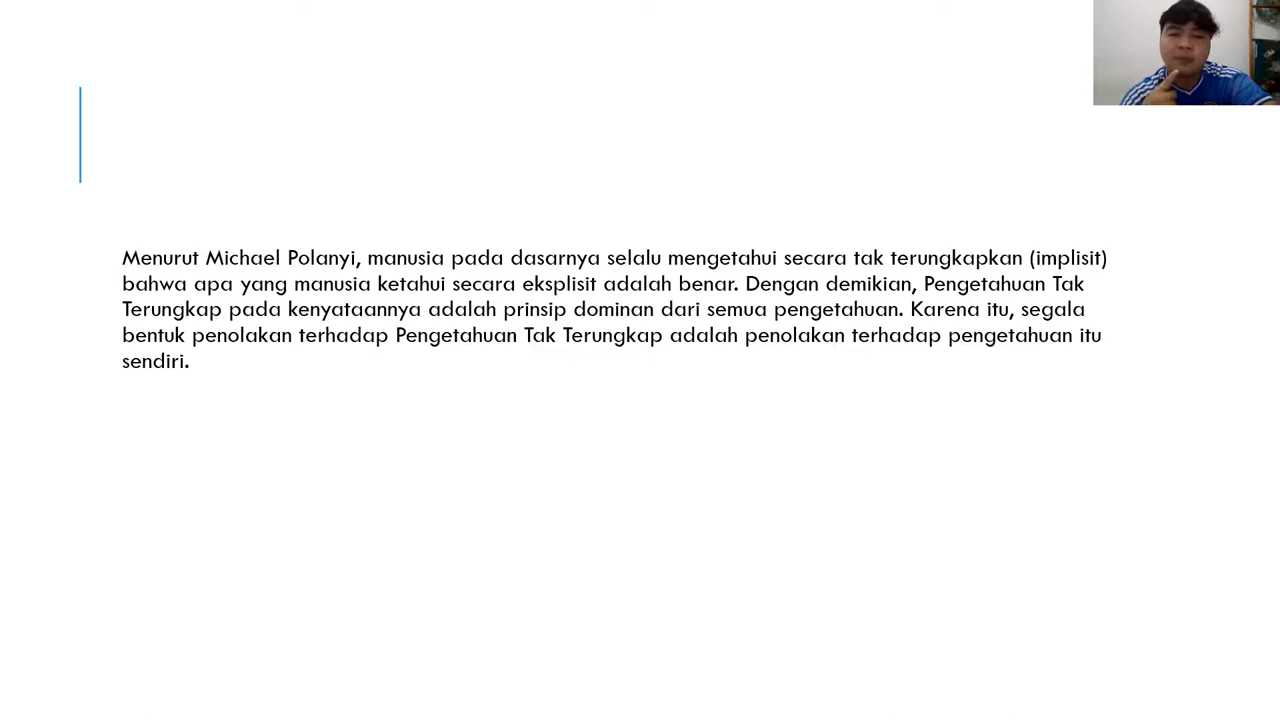 Menurut Michael Polanyi, manusia pada dasarnya selalu mengetahui secara tak terungkapkan (implisit)
bahwa apa yang manusia ketahui secara eksplisit adalah benar. Dengan demikian, Pengetahuan Tak
Terungkap pada kenyataannya adalah prinsip dominan dari semua pengetahuan. Karena itu, segala
bentuk penolakan terhadap Pengetahuan Tak Terungkap adalah penolakan terhadap pengetahuan itu
sendiri.